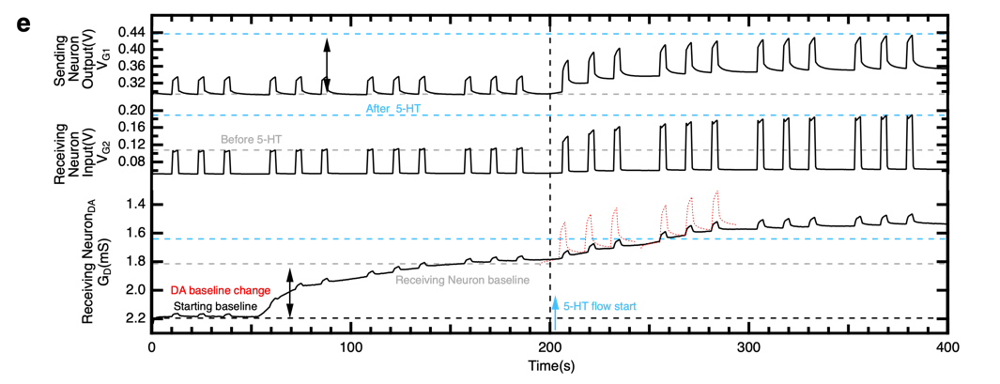 e
Sending
Neuron
Output(V)
VG1
0.44
0.40
0.36
0.32
After 5-HT
Receiving
Neuron
Input(V)
VG2
0.20
0.16
0.12
0.08
Before 5-HT
Receiving NeuronDA
GD(mS)
1.4
1.6
1.8
2.0
2.2
Receiving Neuron baseline
DA baseline change
Starting baseline
5-HT flow start
0
100
200
300
400
Time(s)